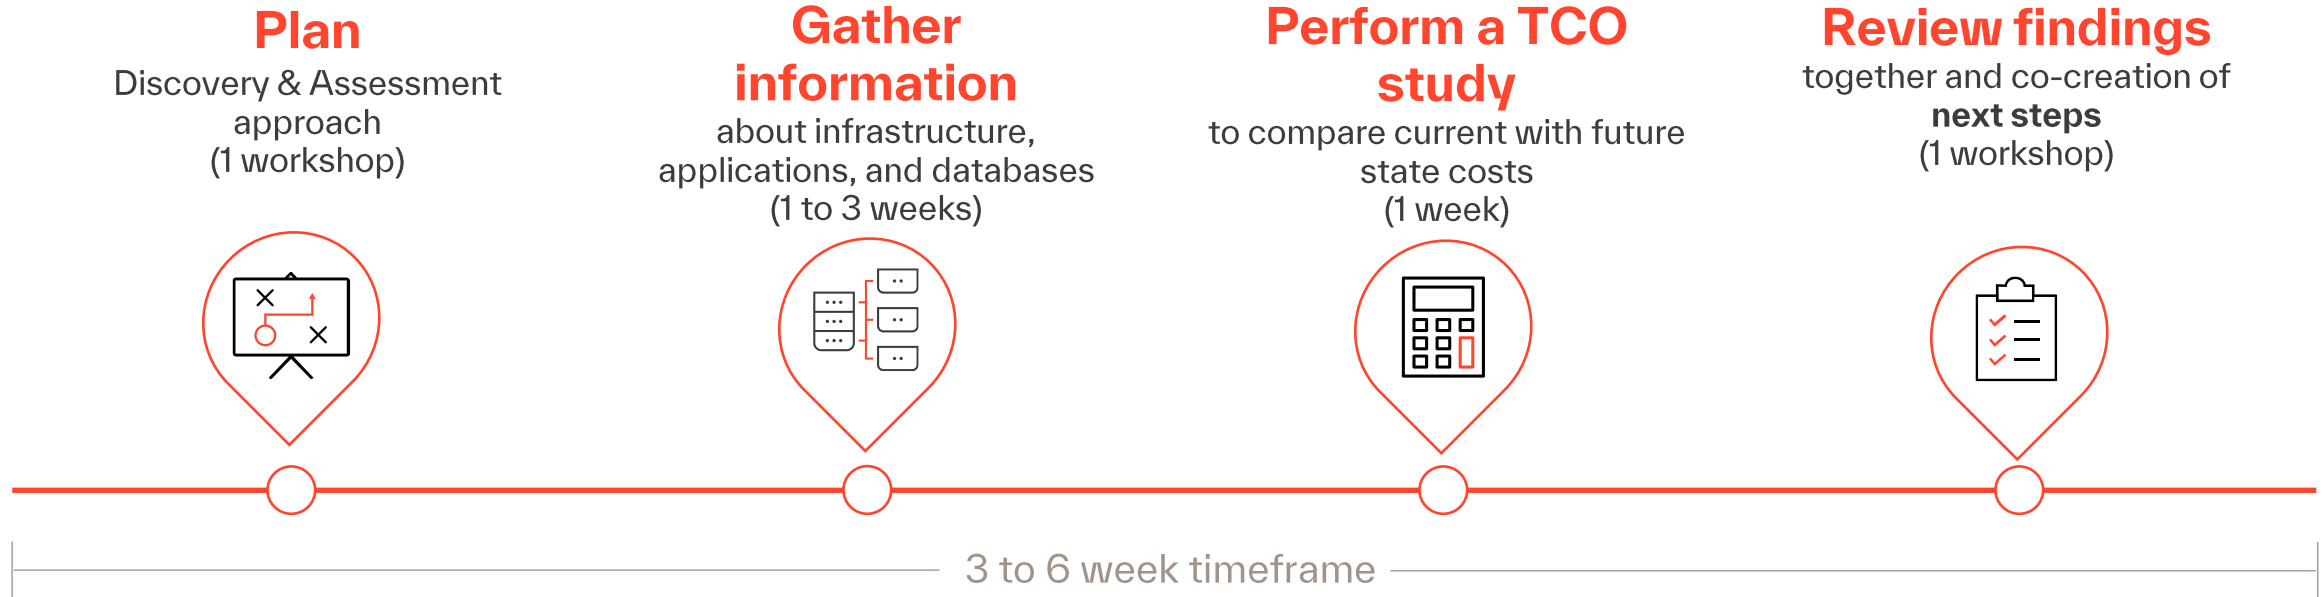 Plan
Discovery & Assessment
approach
(1 workshop)
Gather
information
about infrastructure,
applications, and databases
(1 to 3 weeks)
Perform a TCO
study
to compare current with future
state costs
(1 week)
Review findings
together and co-creation of
next steps
(1 workshop)
3 to 6 week timeframe